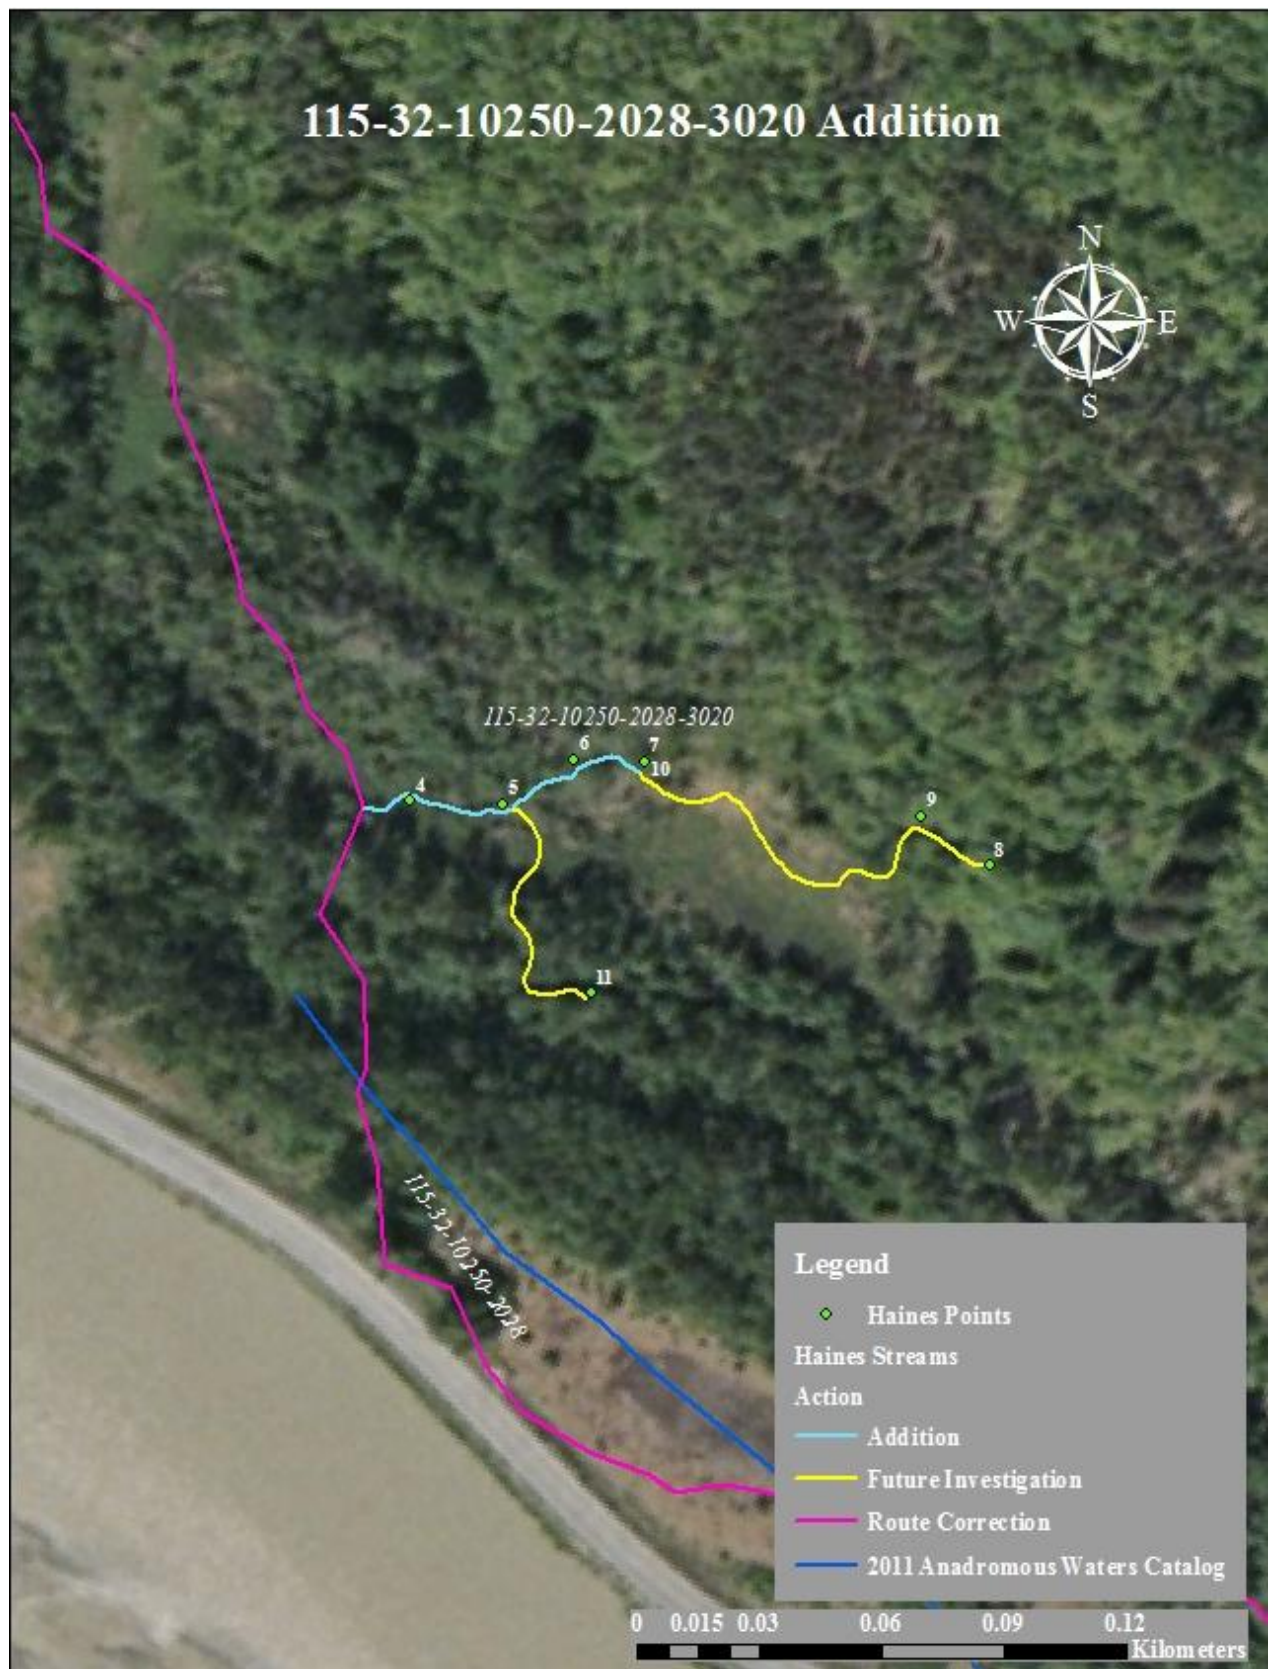 115-32-10250-2028-3020 Addition
N
W E
S
115-32-10250-2028-3020
6
7
10
4
5
9
8
11
115-32-10250-2028
Legend
Haines Points
Haines Streams
Action
Addition
Future Investigation
Route Correction
2011 Anadromous Waters Catalog
0 0.015 0.03 0.06 0.09 0.12
Kilometers